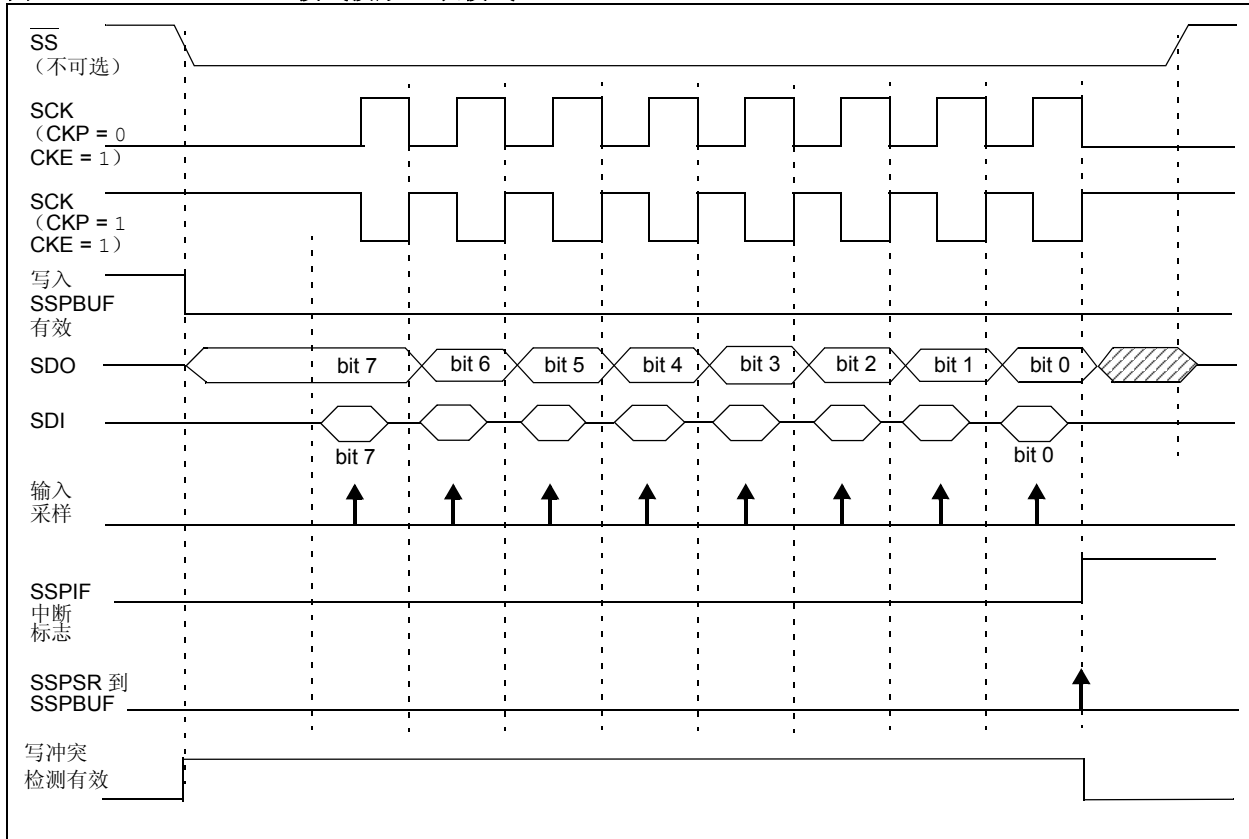 SS
（不可选）
SCK
（CKP = 0
CKE = 1）
SCK
（CKP = 1
CKE = 1）
写入
SSPBUF
有效
SDO
bit 7 bit 6 bit 5 bit 4 bit 3 bit 2 bit 1 bit 0
SDI
bit 7 bit 0
输入
采样
SSPIF
中断
标志
SSPSR 到
SSPBUF
写冲突
检测有效